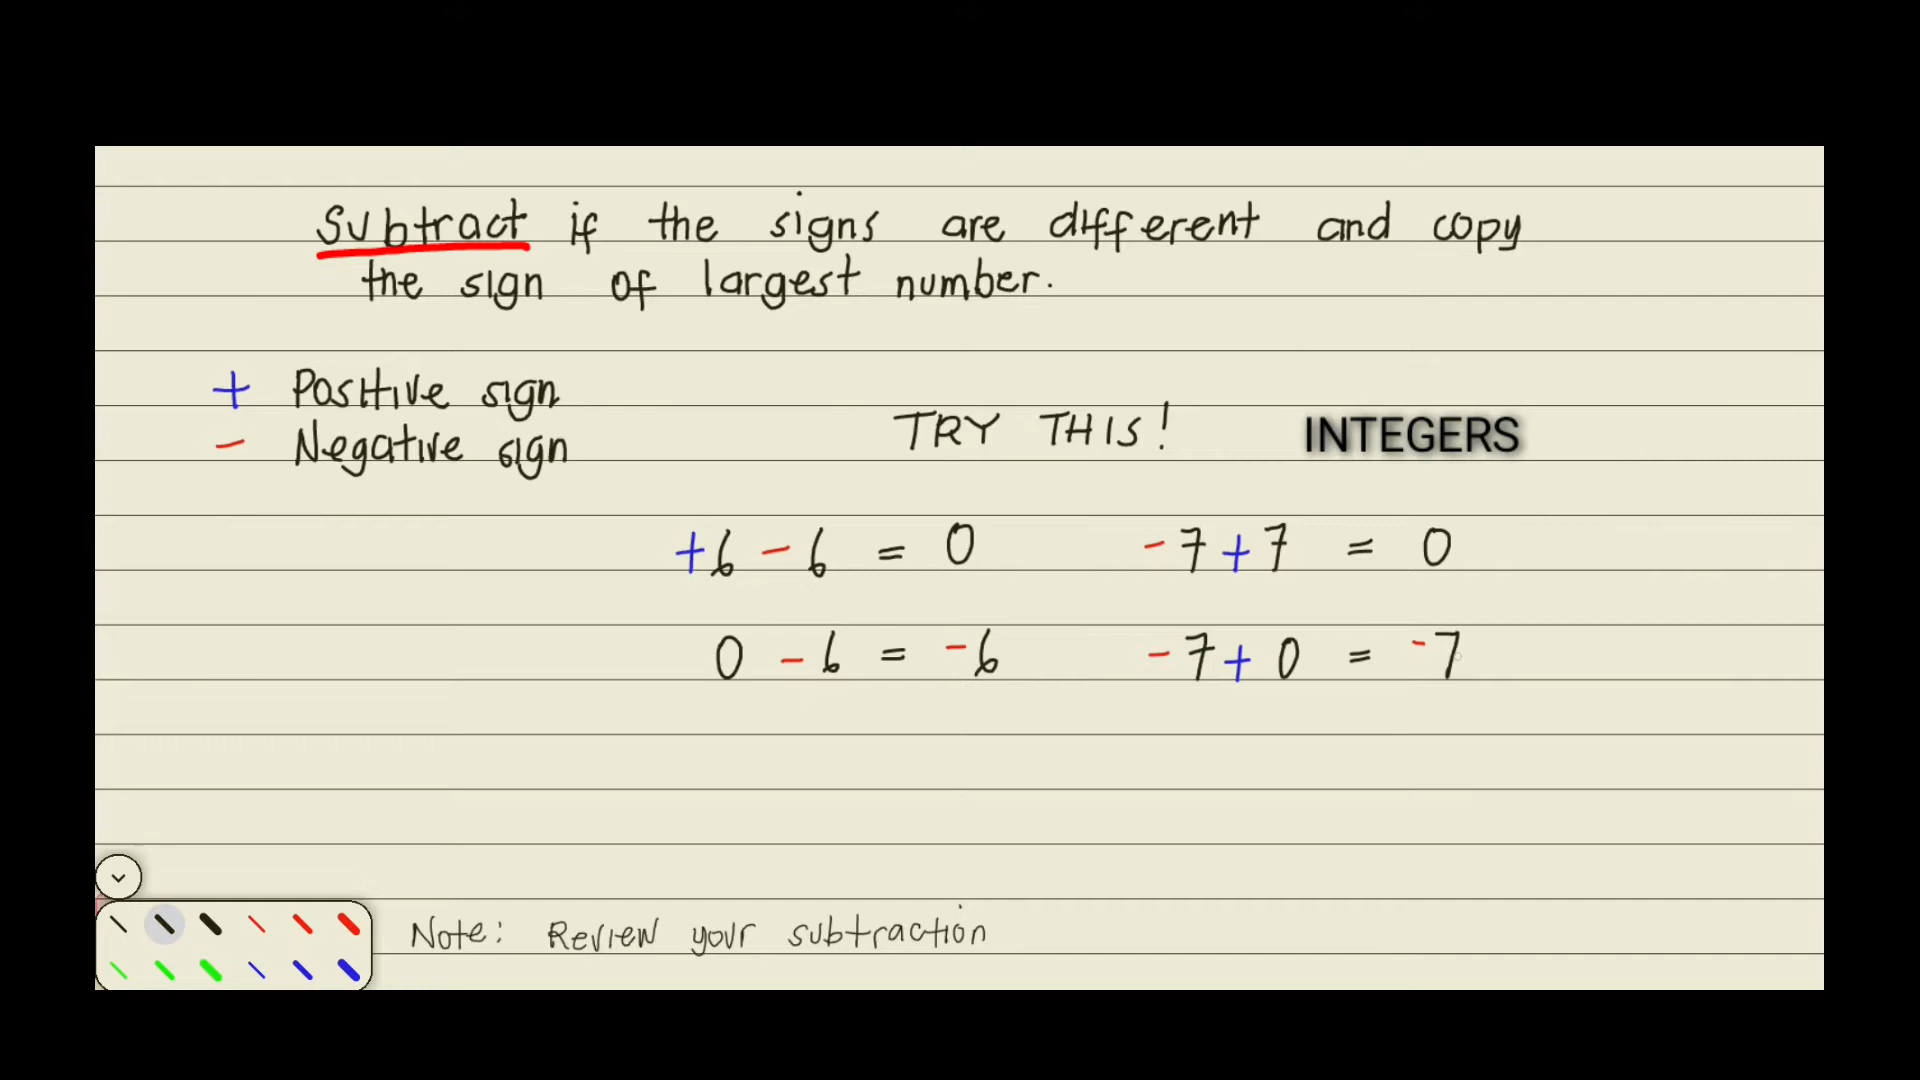 Subtract if the signs are different and copy
the sign of largest number.
+ Positive sign
- Negative sign
TRY THIS! INTEGERS
+6 - 6 = 0 -7 + 7 = 0
0 - 6 = -6 -7 + 0 = -7
Note: Review your subtraction